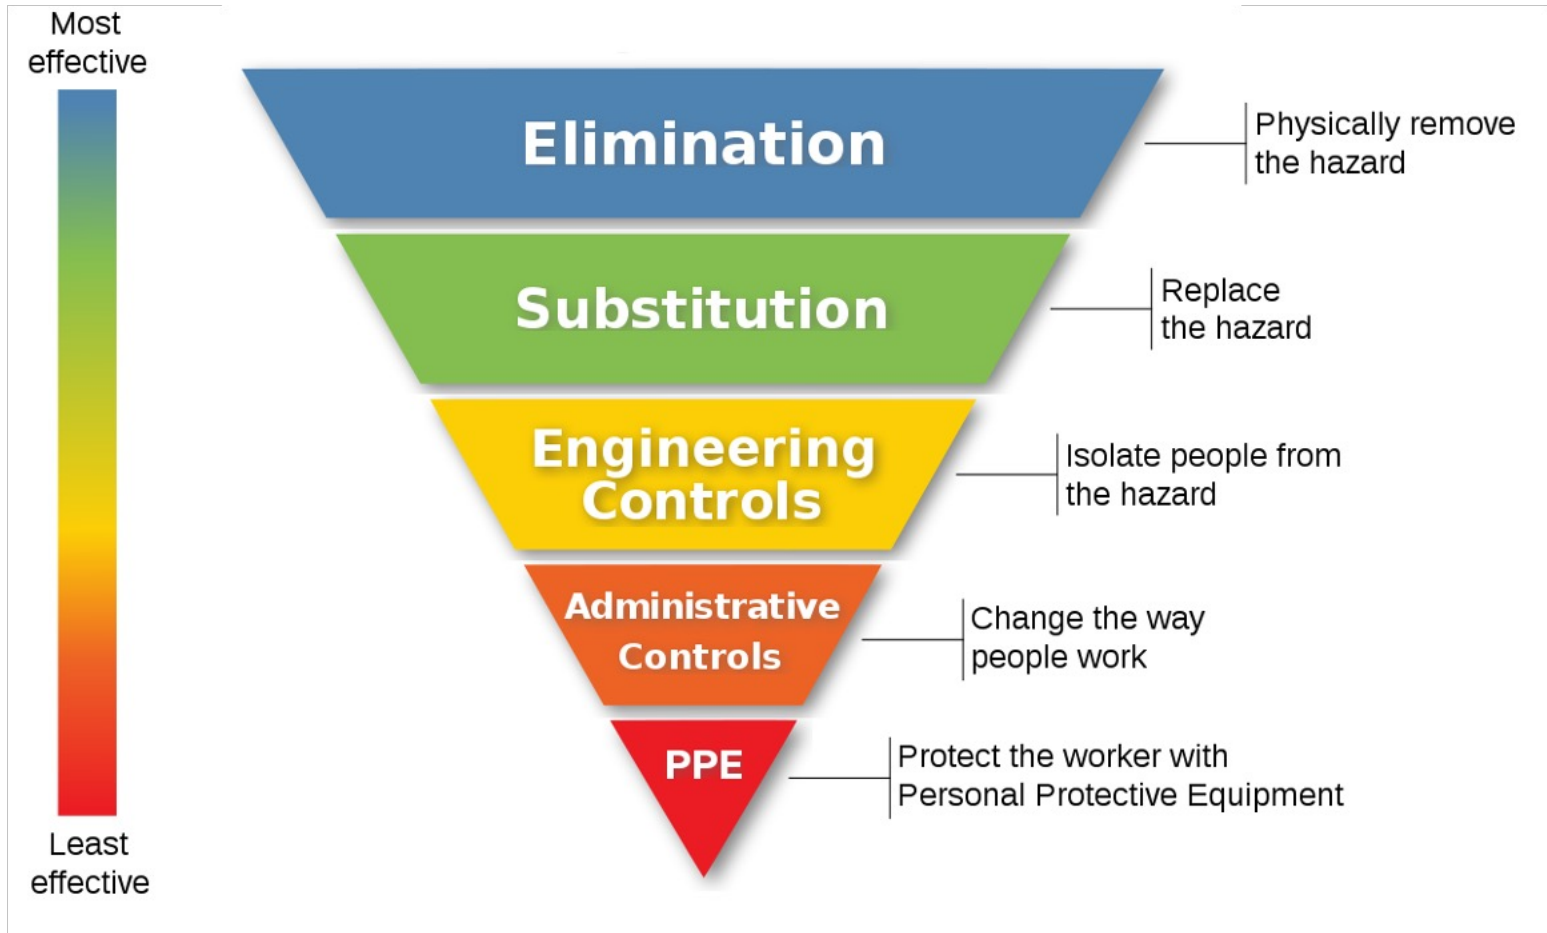 Most
effective
Elimination
Physically remove
the hazard
Substitution
Replace
the hazard
Engineering
Controls
Isolate people from
the hazard
Administrative
Controls
Change the way
people work
PPE
Protect the worker with
Personal Protective Equipment
Least
effective